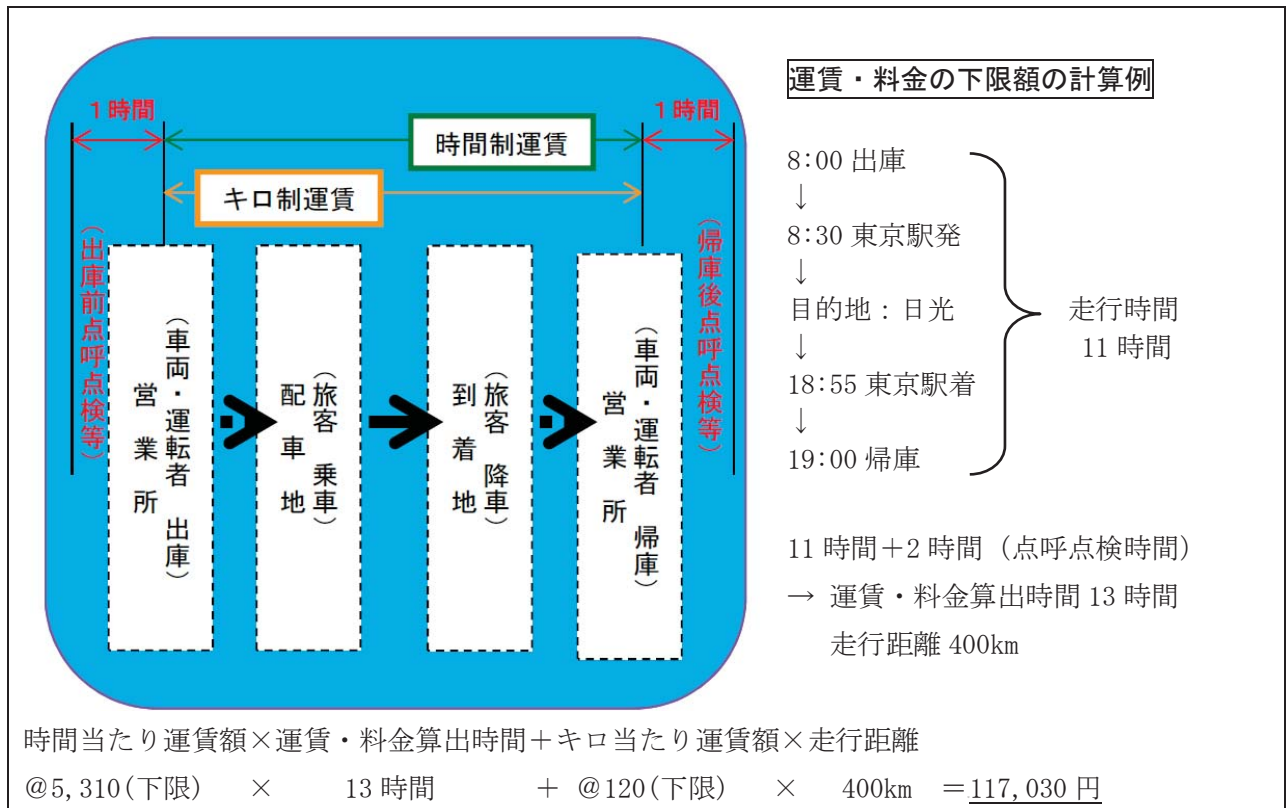 1時間
1時間
時間制運賃
キロ制運賃
（出庫前点呼点検等）
（車両・運転者 出庫）
営業所
（旅客 乗車）
配車地
（旅客 降車）
到着地
（車両・運転者 帰庫）
営業所
（帰庫後点呼点検等）
運賃・料金の下限額の計算例
8:00 出庫
↓
8:30 東京駅発
↓
目的地：日光
↓
18:55 東京駅着
↓
19:00 帰庫
走行時間
11 時間
11 時間＋2 時間（点呼点検時間）
→ 運賃・料金算出時間 13 時間
走行距離 400km
時間当たり運賃額×運賃・料金算出時間＋キロ当たり運賃額×走行距離
@5,310(下限) × 13 時間 ＋ @120(下限) × 400km ＝117,030 円